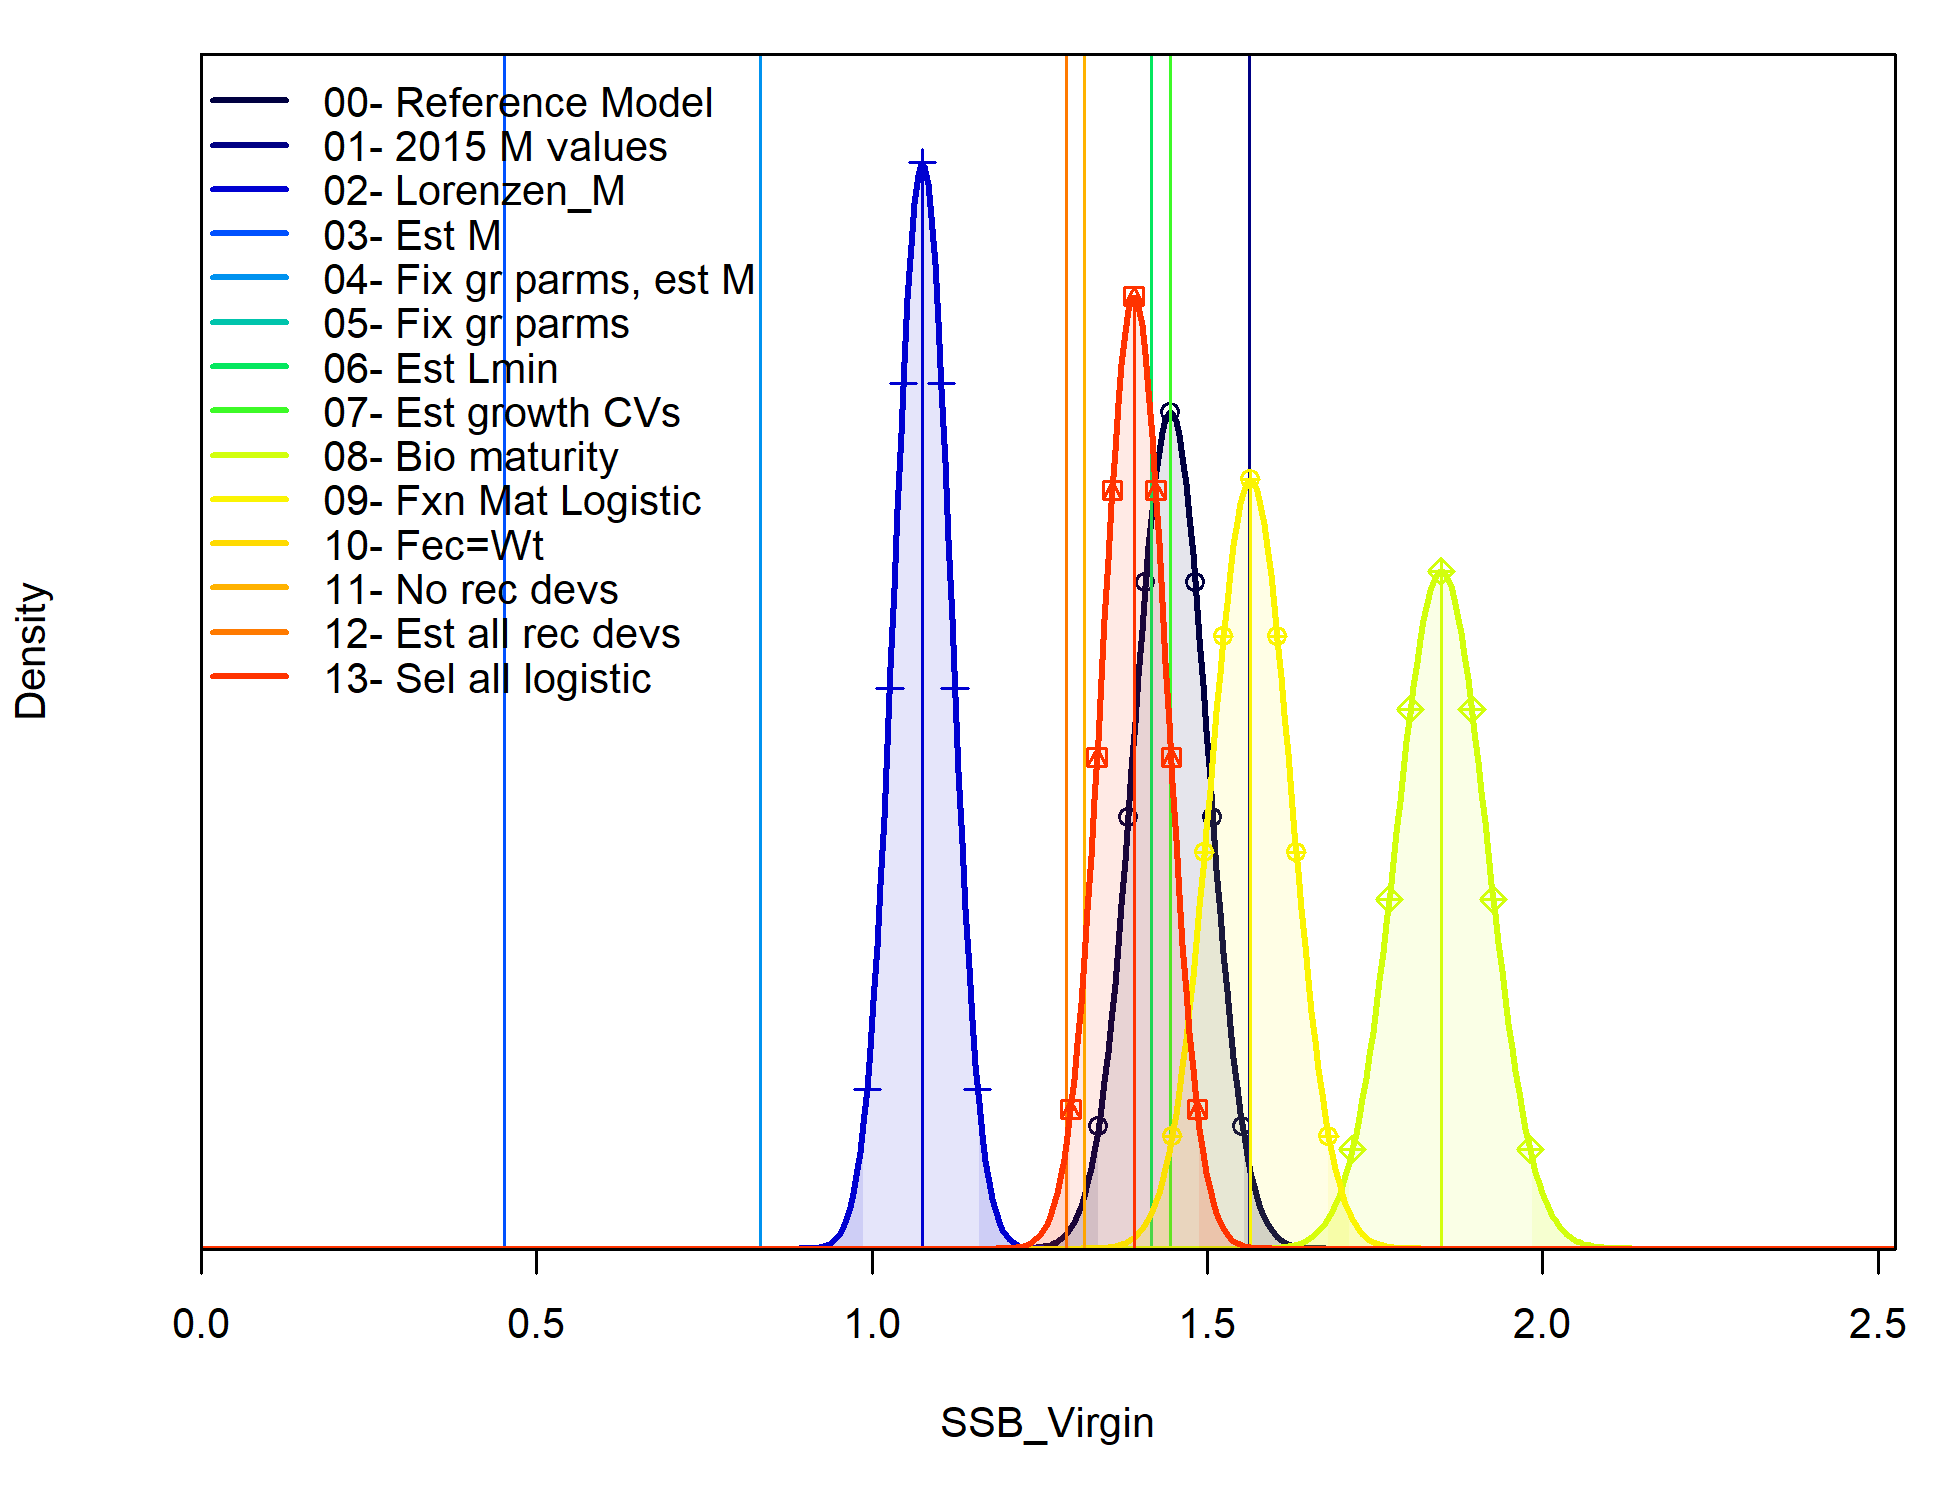 00- Reference Model
01- 2015 M values
02- Lorenzen_M
03- Est M
04- Fix gr parms, est M
05- Fix gr parms
06- Est Lmin
07- Est growth CVs
08- Bio maturity
09- Fxn Mat Logistic
10- Fec=Wt
11- No rec devs
12- Est all rec devs
13- Sel all logistic
Density
0.0 0.5 1.0 1.5 2.0 2.5
SSB_Virgin